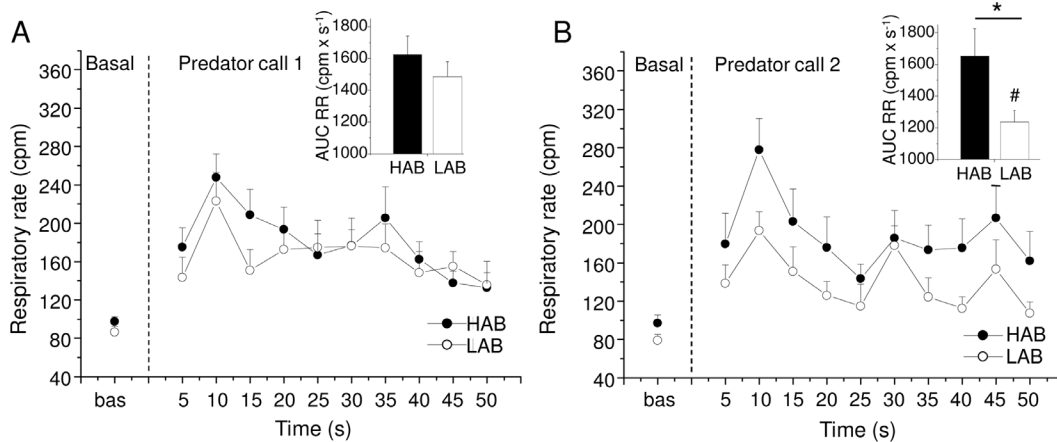 A
Basal
Predator call 1
Respiratory rate (cpm)
360
320
280
240
200
160
120
80
40
AUC RR (cpm x s⁻¹)
1800
1600
1400
1200
1000
HAB LAB
HAB
LAB
bas 5 10 15 20 25 30 35 40 45 50
Time (s)
B
Basal
Predator call 2
Respiratory rate (cpm)
360
320
280
240
200
160
120
80
40
AUC RR (cpm x s⁻¹)
1800
1600
1400
1200
1000
*
#
HAB LAB
HAB
LAB
bas 5 10 15 20 25 30 35 40 45 50
Time (s)